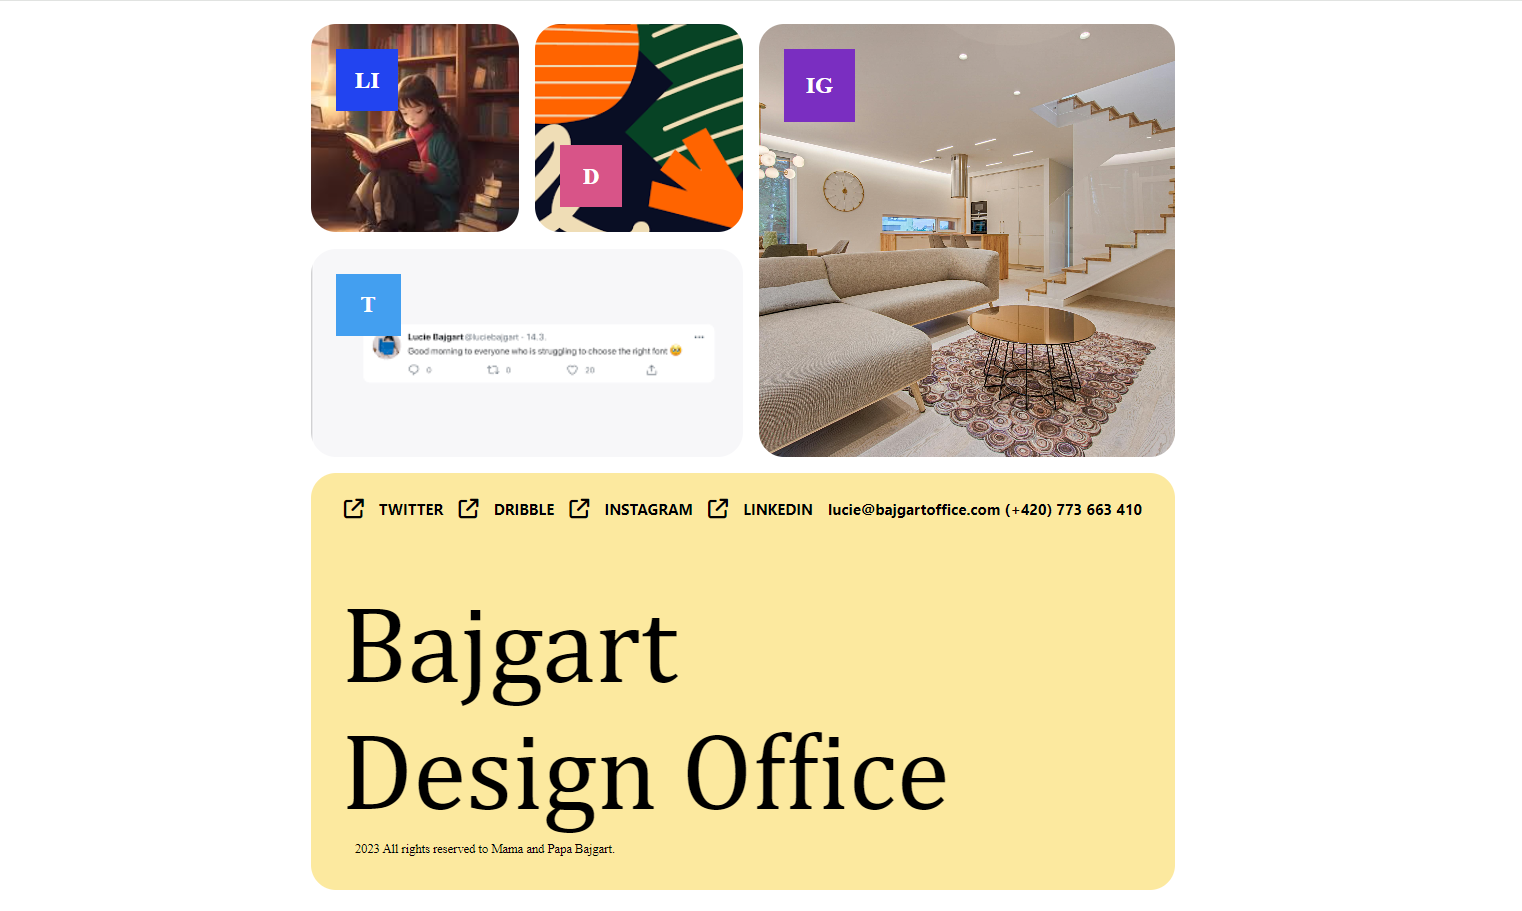 LI
D
IG
T
Lucie Bajgart @luciebajgart · 14.3.
Good morning to everyone who is struggling to choose the right font 🥹
0 0 20
TWITTER DRIBBLE INSTAGRAM LINKEDIN lucie@bajgartoffice.com (+420) 773 663 410
Bajgart
Design Office
2023 All rights reserved to Mama and Papa Bajgart.